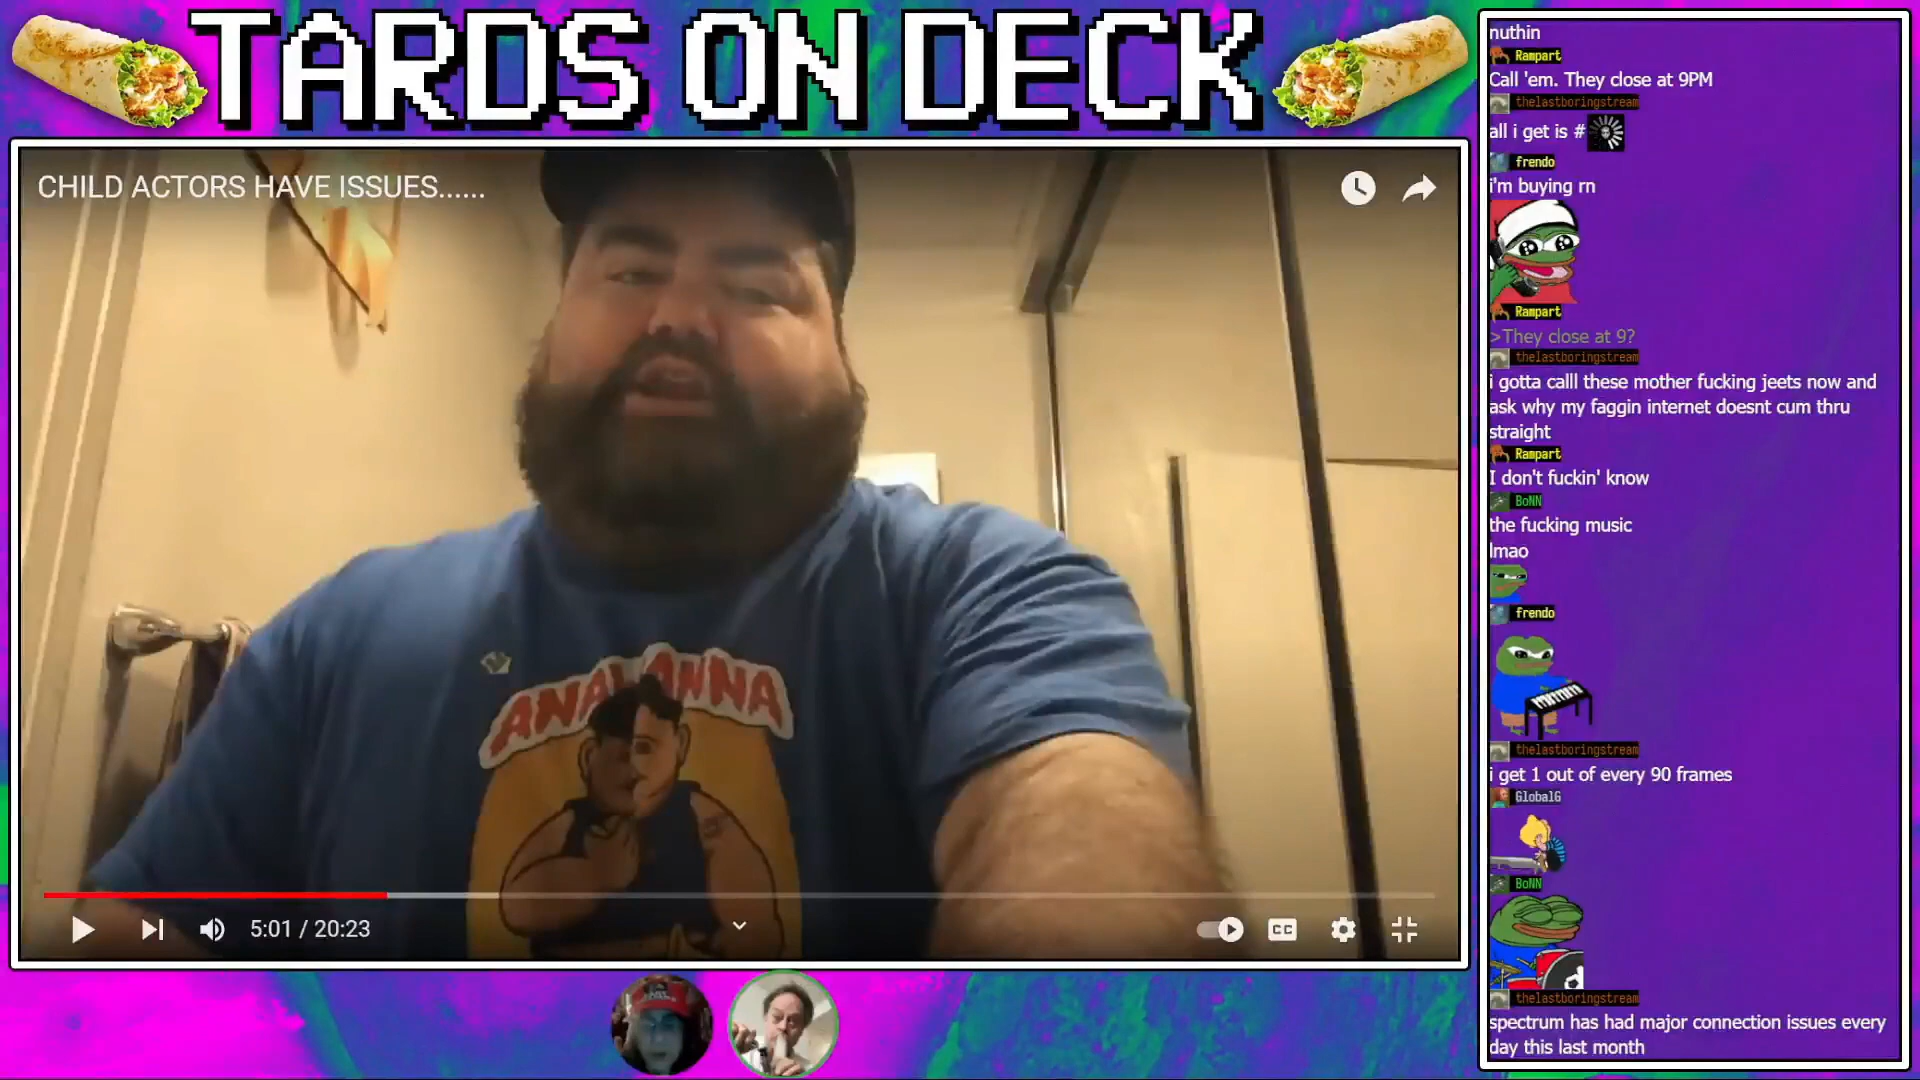 TARDS ON DECK
CHILD ACTORS HAVE ISSUES......
ANAL ANNA
5:01 / 20:23
CC
nuthin
Rampart
Call 'em. They close at 9PM
thelastboringstream
all i get is #
frendo
i'm buying rn
Rampart
>They close at 9?
thelastboringstream
i gotta calll these mother fucking jeets now and
ask why my faggin internet doesnt cum thru
straight
Rampart
I don't fuckin' know
BoNN
the fucking music
lmao
frendo
thelastboringstream
i get 1 out of every 90 frames
GlobalG
BoNN
thelastboringstream
spectrum has had major connection issues every
day this last month